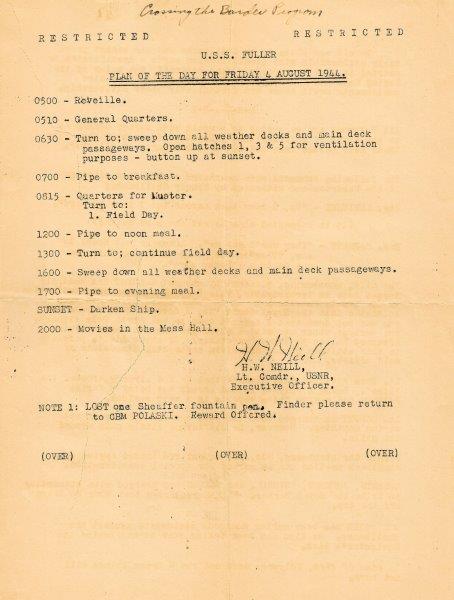 Crossing the Border Program
RESTRICTED RESTRICTED
U.S.S. FULLER
PLAN OF THE DAY FOR FRIDAY 4 AUGUST 1944.
0500 - Reveille.
0510 - General Quarters.
0630 - Turn to; sweep down all weather decks and main deck
passageways. Open hatches 1, 3 & 5 for ventilation
purposes - button up at sunset.
0700 - Pipe to breakfast.
0815 - Quarters for Muster.
Turn to:
1. Field Day.
1200 - Pipe to noon meal.
1300 - Turn to; continue field day.
1600 - Sweep down all weather decks and main deck passageways.
1700 - Pipe to evening meal.
SUNSET - Darken Ship.
2000 - Movies in the Mess Hall.
H W Neill
H.W. NEILL,
Lt. Comdr., USNR,
Executive Officer.
NOTE 1: LOST one Sheaffer fountain pen. Finder please return
to CBM POLASKI. Reward Offered.
(OVER) (OVER) (OVER)